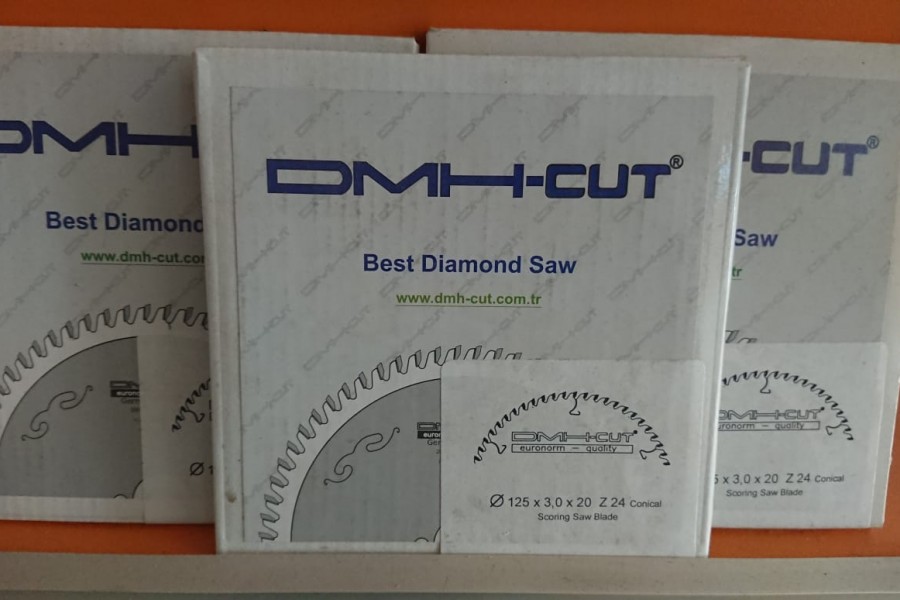 DMH-CUT®
Best Diamond Saw
www.dmh-cut.com.tr
DMH-CUT
euronorm - quality
Ø 125 x 3,0 x 20 Z 24 Conical
Scoring Saw Blade
DMH
Best Diamond
www.dmh-cut.com
-CUT®
Saw
tr
DMH-CUT
euronorm - quality
5 x 3,0 x 20 Z 24 Conical
Scoring Saw Blade